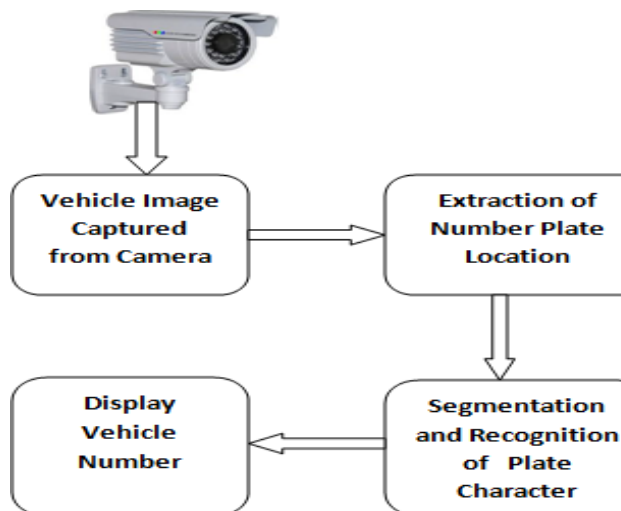 Vehicle Image
Captured
from Camera
Extraction of
Number Plate
Location
Segmentation
and Recognition
of Plate
Character
Display
Vehicle
Number